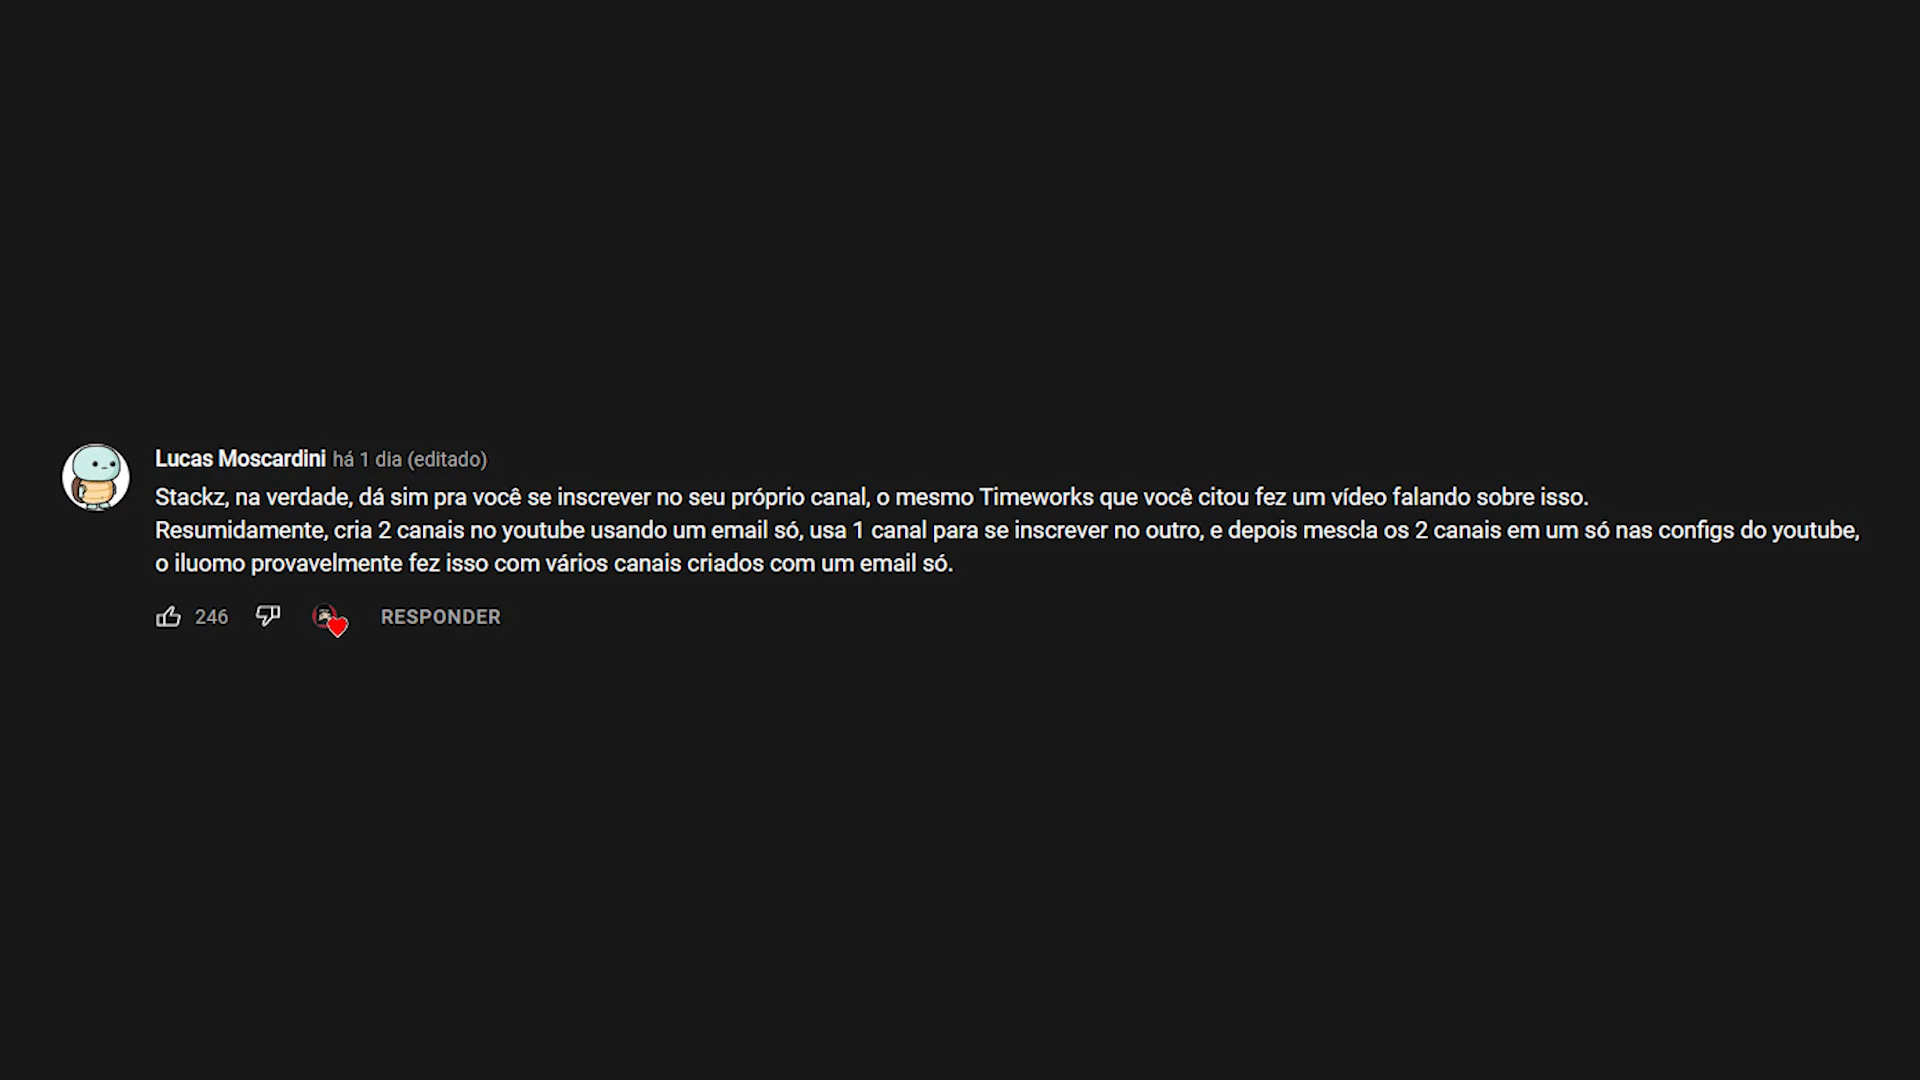 Lucas Moscardini há 1 dia (editado)
Stackz, na verdade, dá sim pra você se inscrever no seu próprio canal, o mesmo Timeworks que você citou fez um vídeo falando sobre isso.
Resumidamente, cria 2 canais no youtube usando um email só, usa 1 canal para se inscrever no outro, e depois mescla os 2 canais em um só nas configs do youtube,
o iluomo provavelmente fez isso com vários canais criados com um email só.
246 RESPONDER